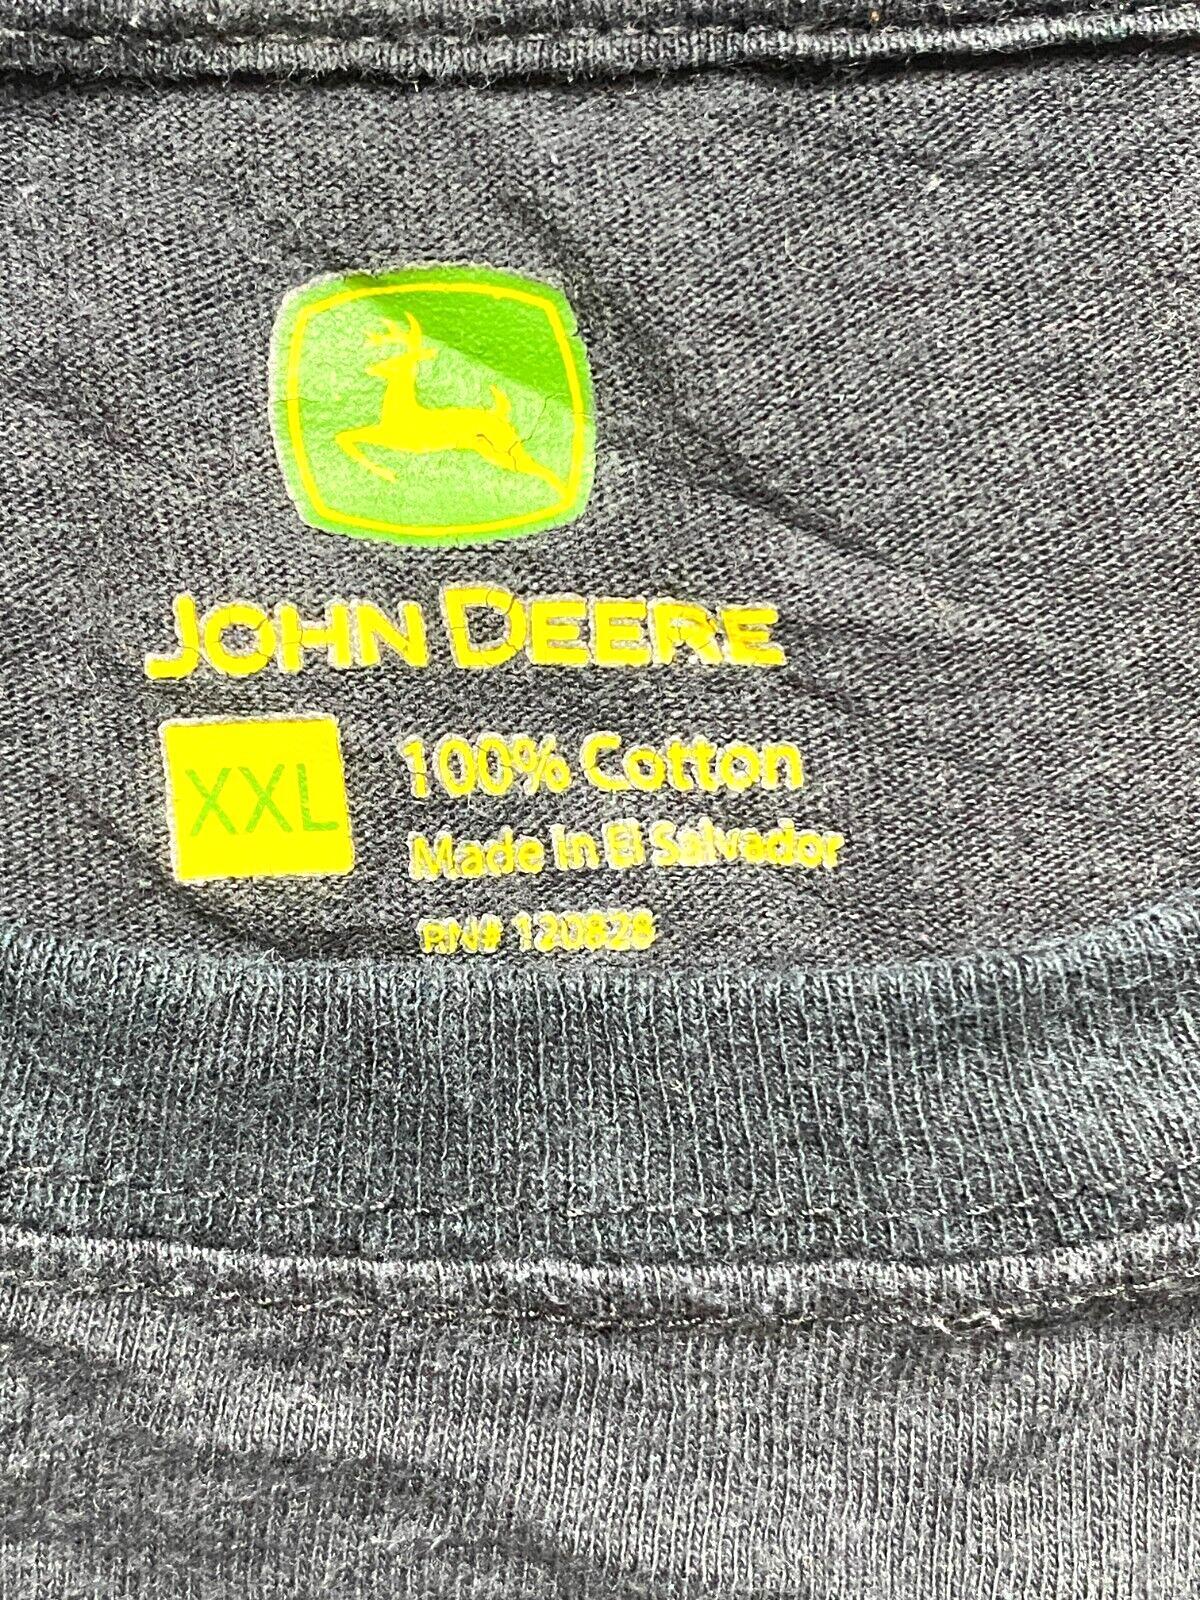 JOHN DEERE
XXL
100% Cotton
Made in El Salvador
RN# 120828